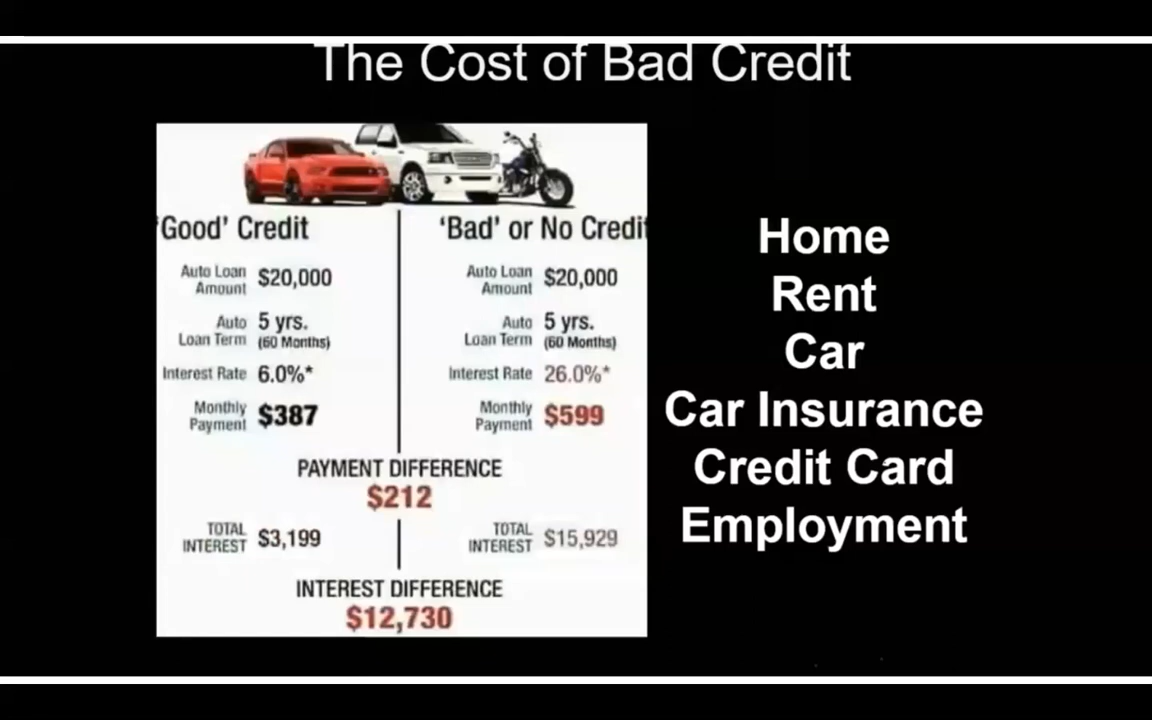 The Cost of Bad Credit
'Good' Credit
Auto Loan Amount $20,000
Auto Loan Term 5 yrs. (60 Months)
Interest Rate 6.0%*
Monthly Payment $387
'Bad' or No Credit
Auto Loan Amount $20,000
Auto Loan Term 5 yrs. (60 Months)
Interest Rate 26.0%*
Monthly Payment $599
PAYMENT DIFFERENCE
$212
TOTAL INTEREST $3,199
TOTAL INTEREST $15,929
INTEREST DIFFERENCE
$12,730
Home
Rent
Car
Car Insurance
Credit Card
Employment